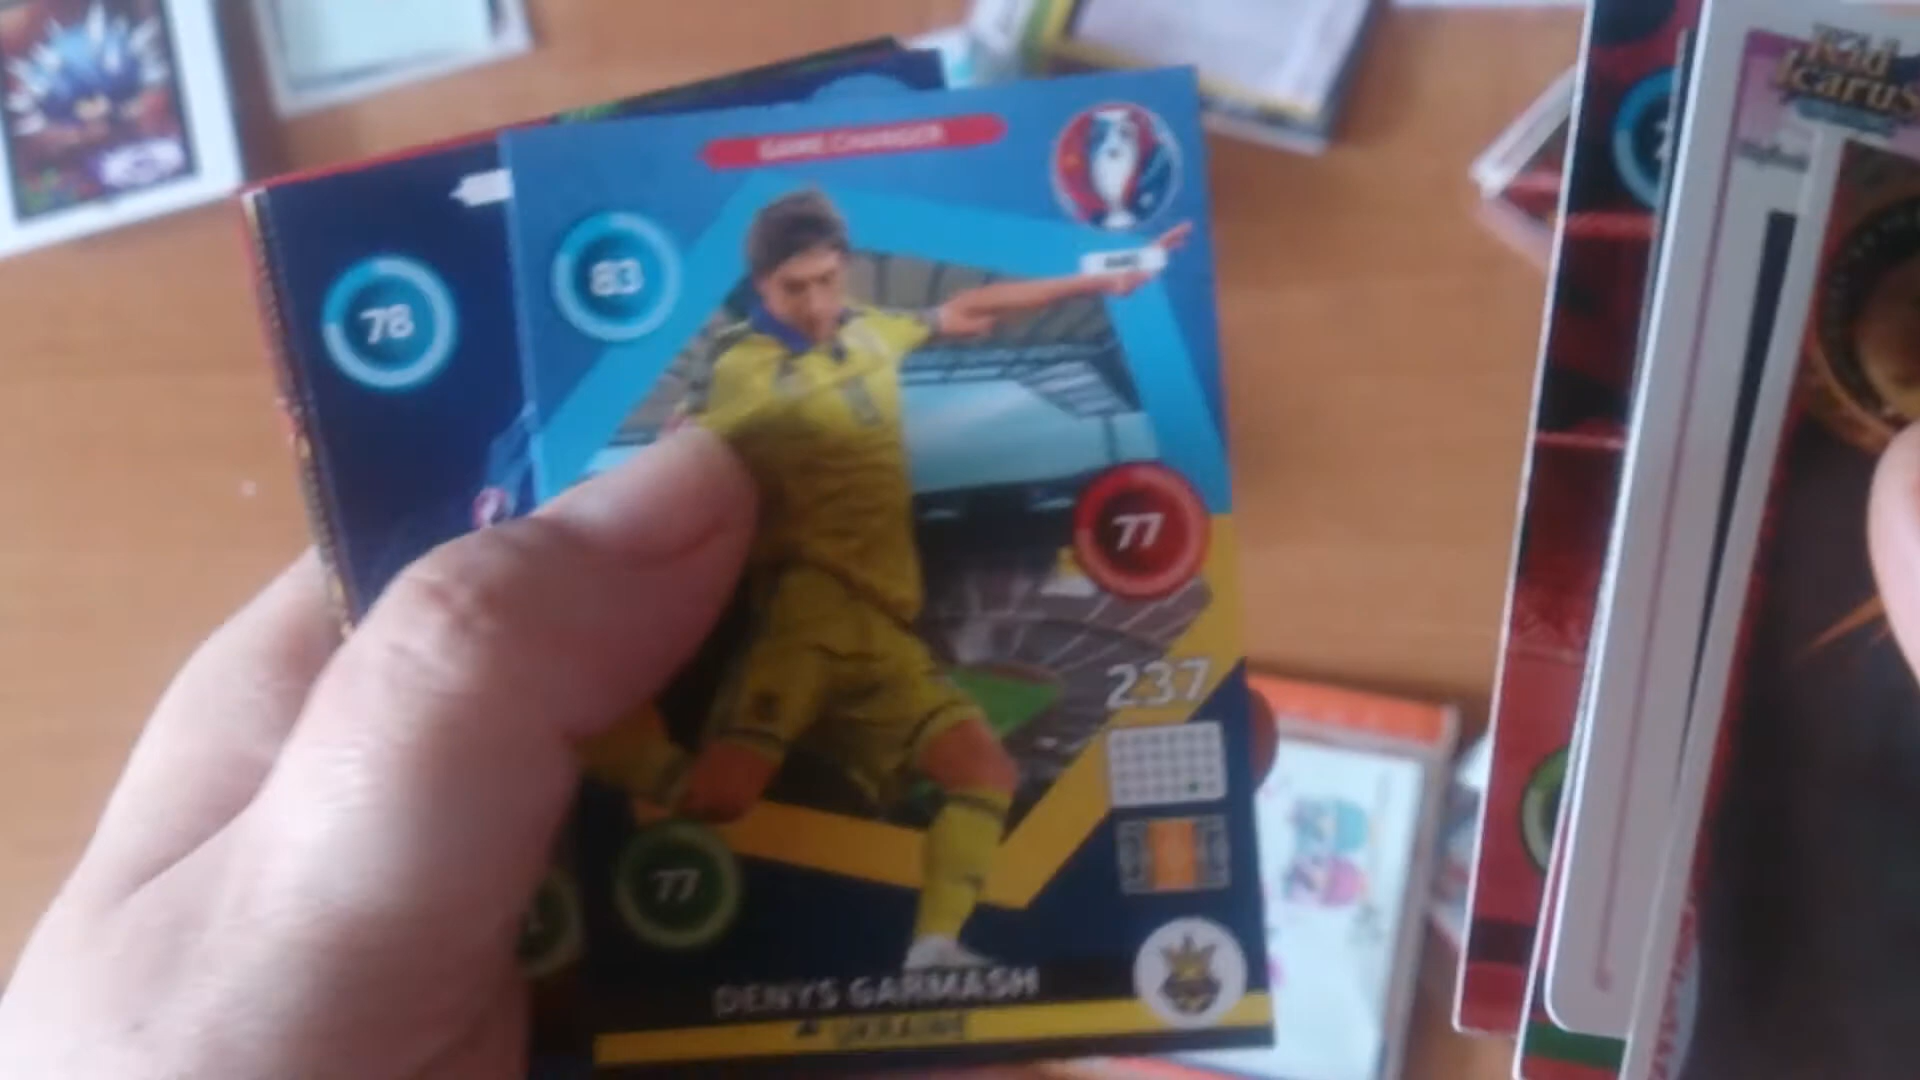 GAME CHANGER
83
78
77
237
77
DENYS GARMASH
UKRAINE
Kid
Icarus